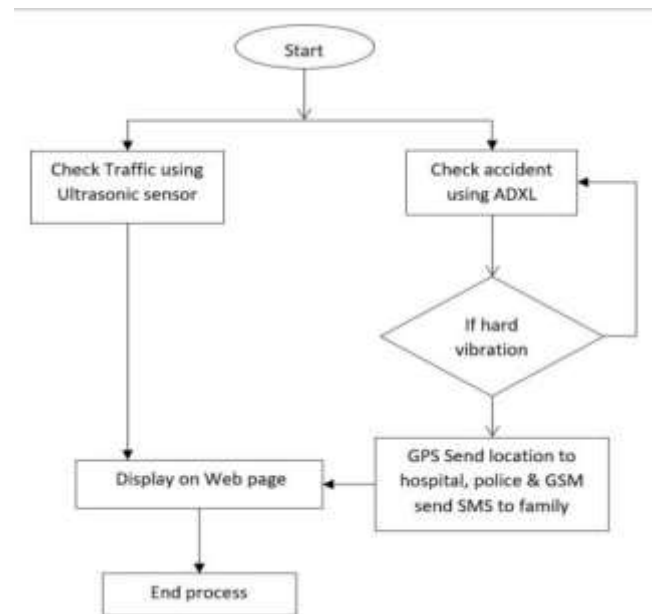 Start
Check Traffic using
Ultrasonic sensor
Check accident
using ADXL
If hard
vibration
GPS Send location to
hospital, police & GSM
send SMS to family
Display on Web page
End process